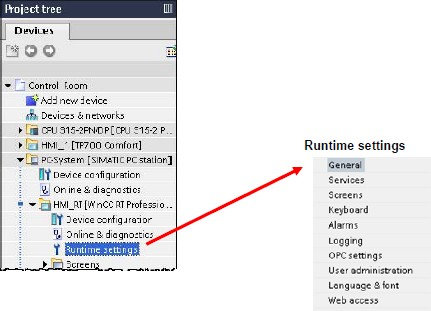 Project tree
Devices
Control_Room
Add new device
Devices & networks
CPU 315-2PN/DP [CPU 315-2 P...
HMI_1 [TP700 Comfort]
PC-System [SIMATIC PC station]
Device configuration
Online & diagnostics
HMI_RT [WinCC RT Professio...
Device configuration
Online & diagnostics
Runtime settings
Screens
Runtime settings
General
Services
Screens
Keyboard
Alarms
Logging
OPC settings
User administration
Language & font
Web access